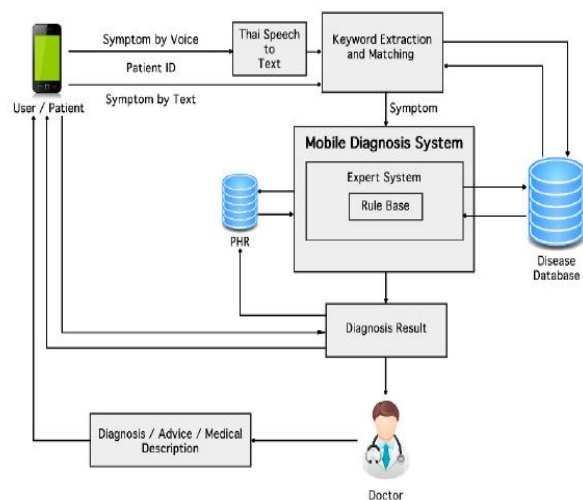 Symptom by Voice
Thai Speech
to
Text
Keyword Extraction
and Matching
Patient ID
Symptom by Text
User / Patient
Symptom
Mobile Diagnosis System
Expert System
Rule Base
PHR
Disease
Database
Diagnosis Result
Diagnosis / Advice / Medical
Description
Doctor